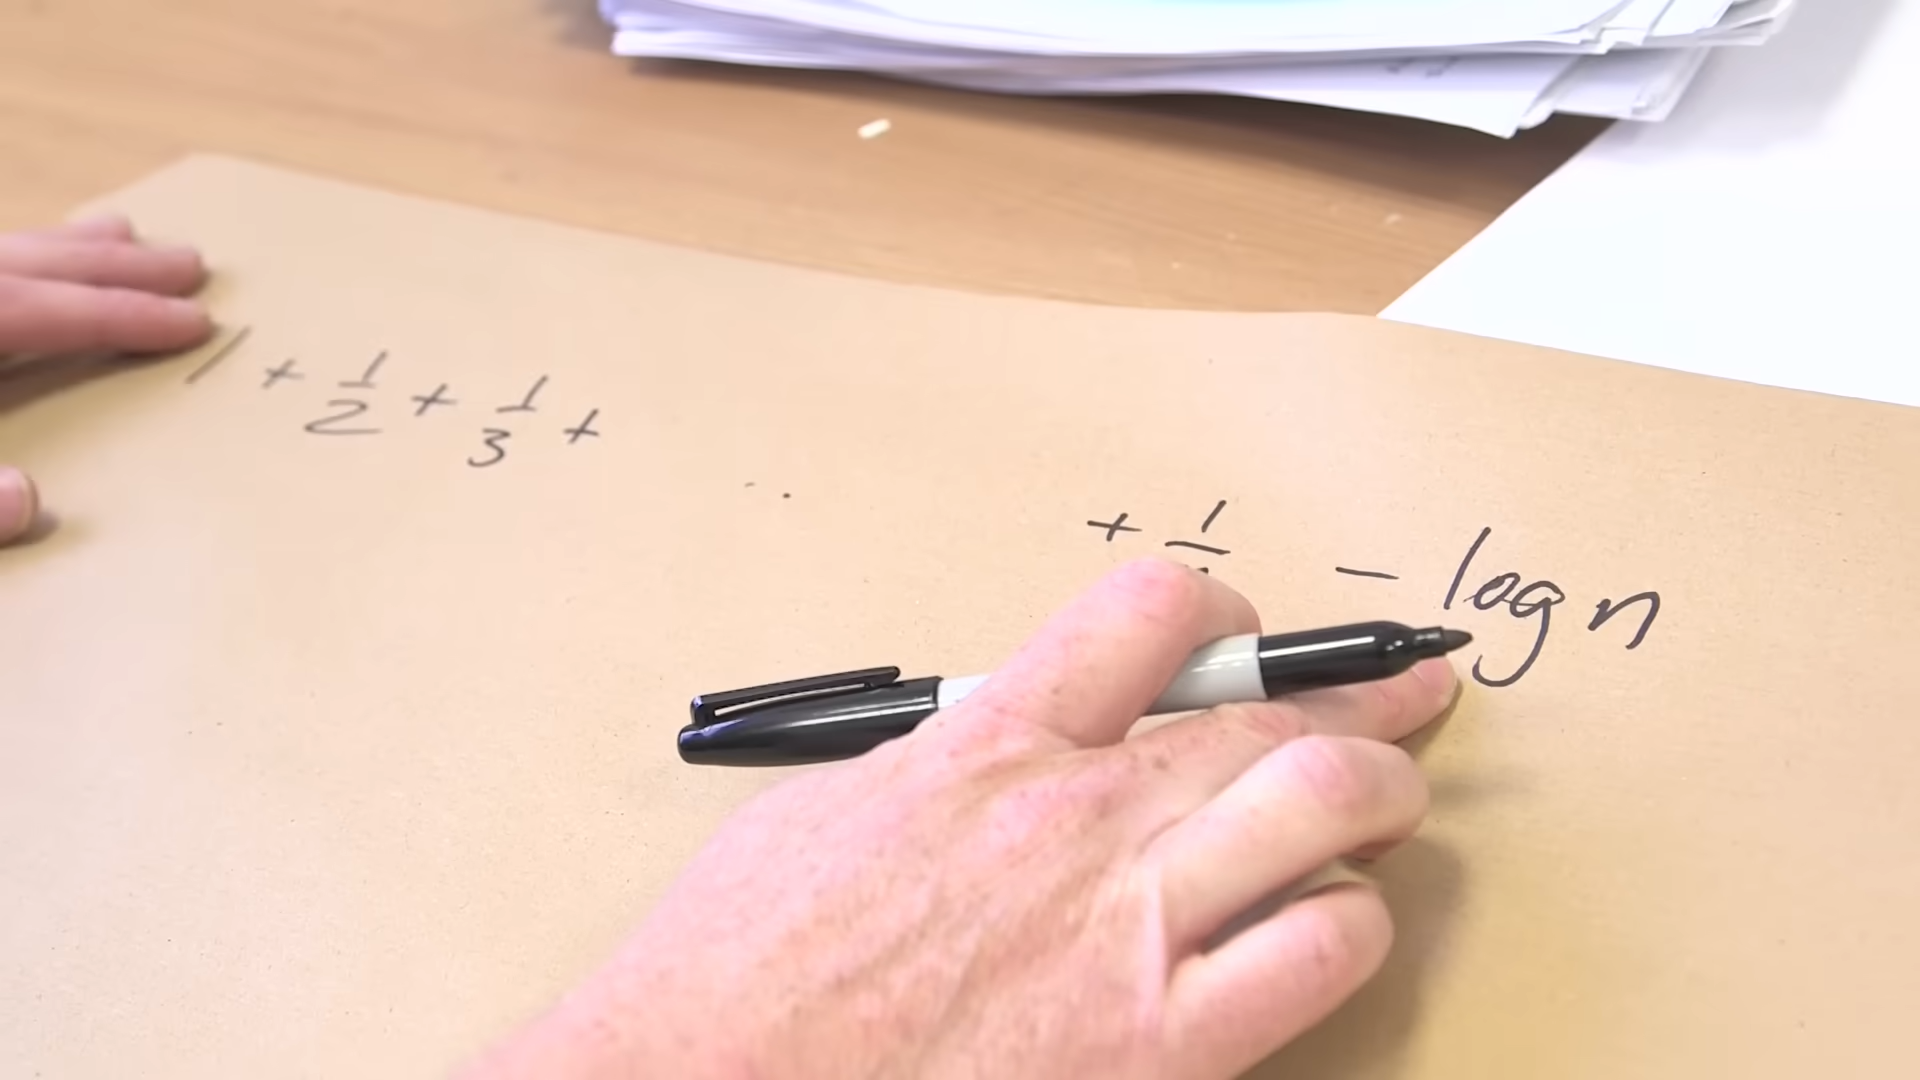 1 + 1/2 + 1/3 + .. + 1/ - log n